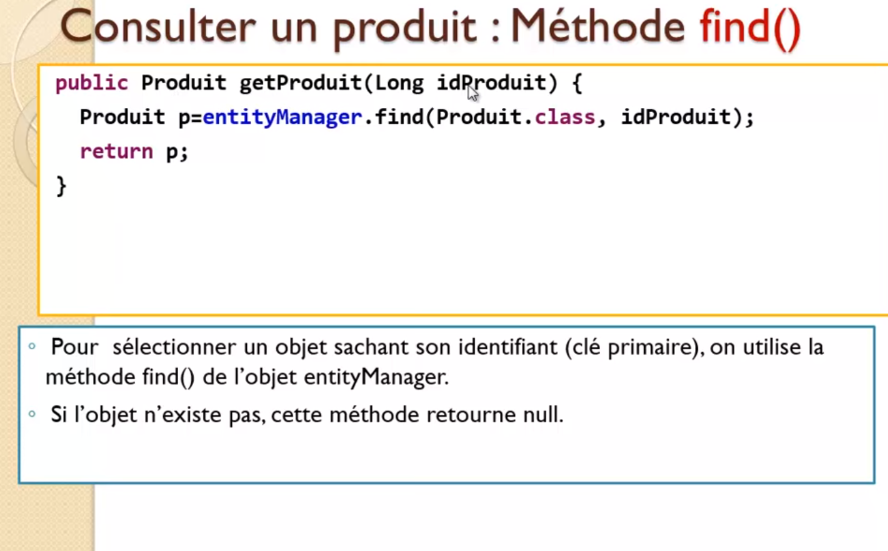 Consulter un produit : Méthode find()
public Produit getProduit(Long idProduit) {
Produit p=entityManager.find(Produit.class, idProduit);
return p;
}
Pour sélectionner un objet sachant son identifiant (clé primaire), on utilise la
méthode find() de l'objet entityManager.
Si l'objet n'existe pas, cette méthode retourne null.